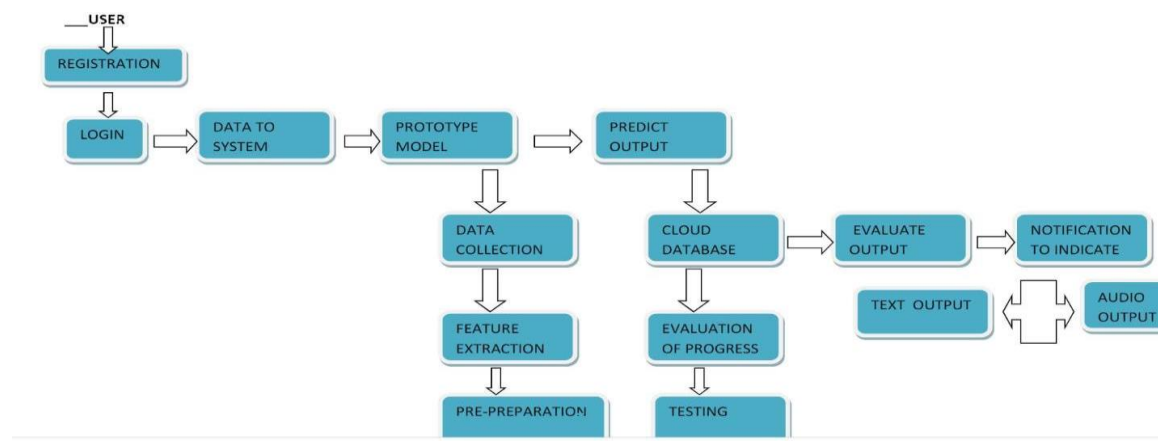 ___USER
REGISTRATION
LOGIN
DATA TO
SYSTEM
PROTOTYPE
MODEL
PREDICT
OUTPUT
DATA
COLLECTION
CLOUD
DATABASE
EVALUATE
OUTPUT
NOTIFICATION
TO INDICATE
TEXT OUTPUT
AUDIO
OUTPUT
FEATURE
EXTRACTION
EVALUATION
OF PROGRESS
PRE-PREPARATION
TESTING